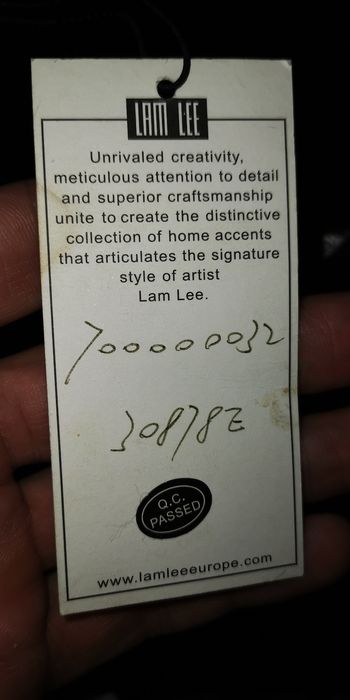 LAM LEE
Unrivaled creativity,
meticulous attention to detail
and superior craftsmanship
unite to create the distinctive
collection of home accents
that articulates the signature
style of artist
Lam Lee.
700000032
30878Z
Q.C.
PASSED
www.lamleeeurope.com